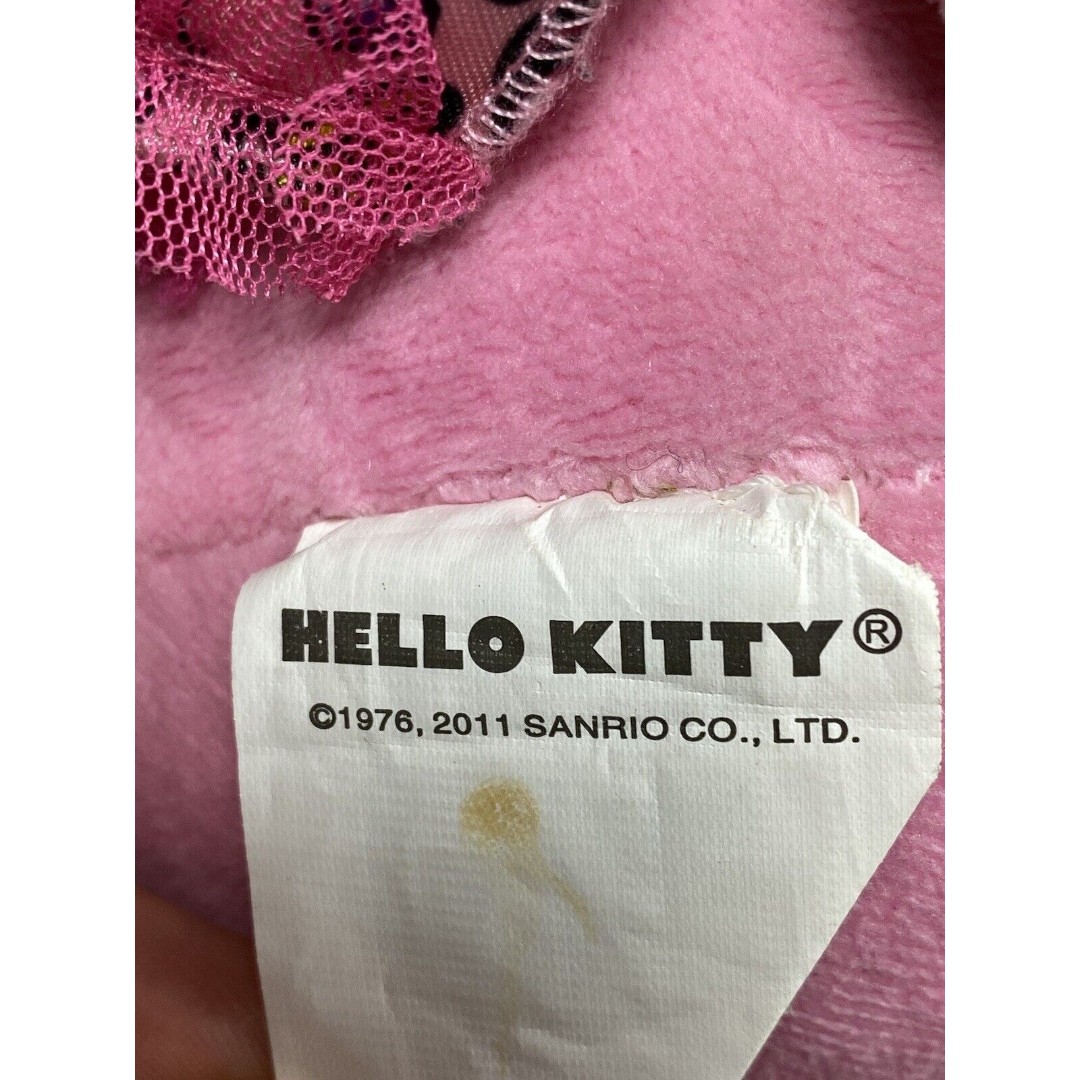 HELLO KITTY®
©1976, 2011 SANRIO CO., LTD.